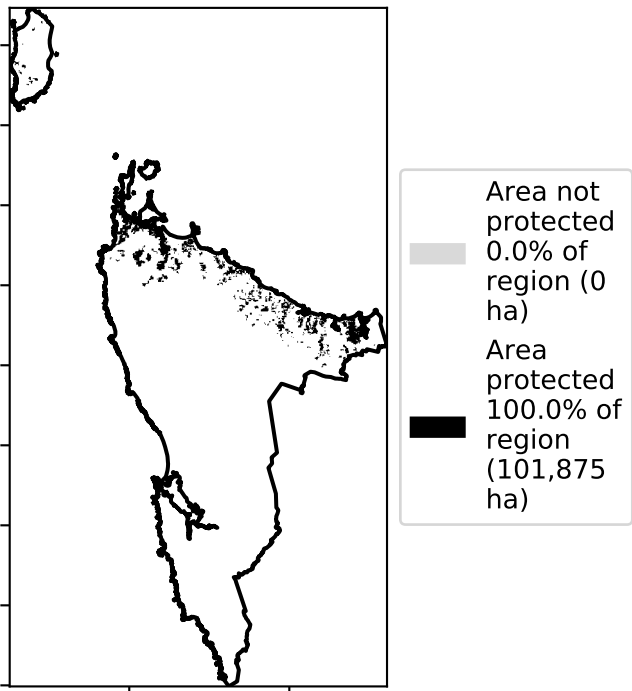 Area not
protected
0.0% of
region (0
ha)
Area
protected
100.0% of
region
(101,875
ha)